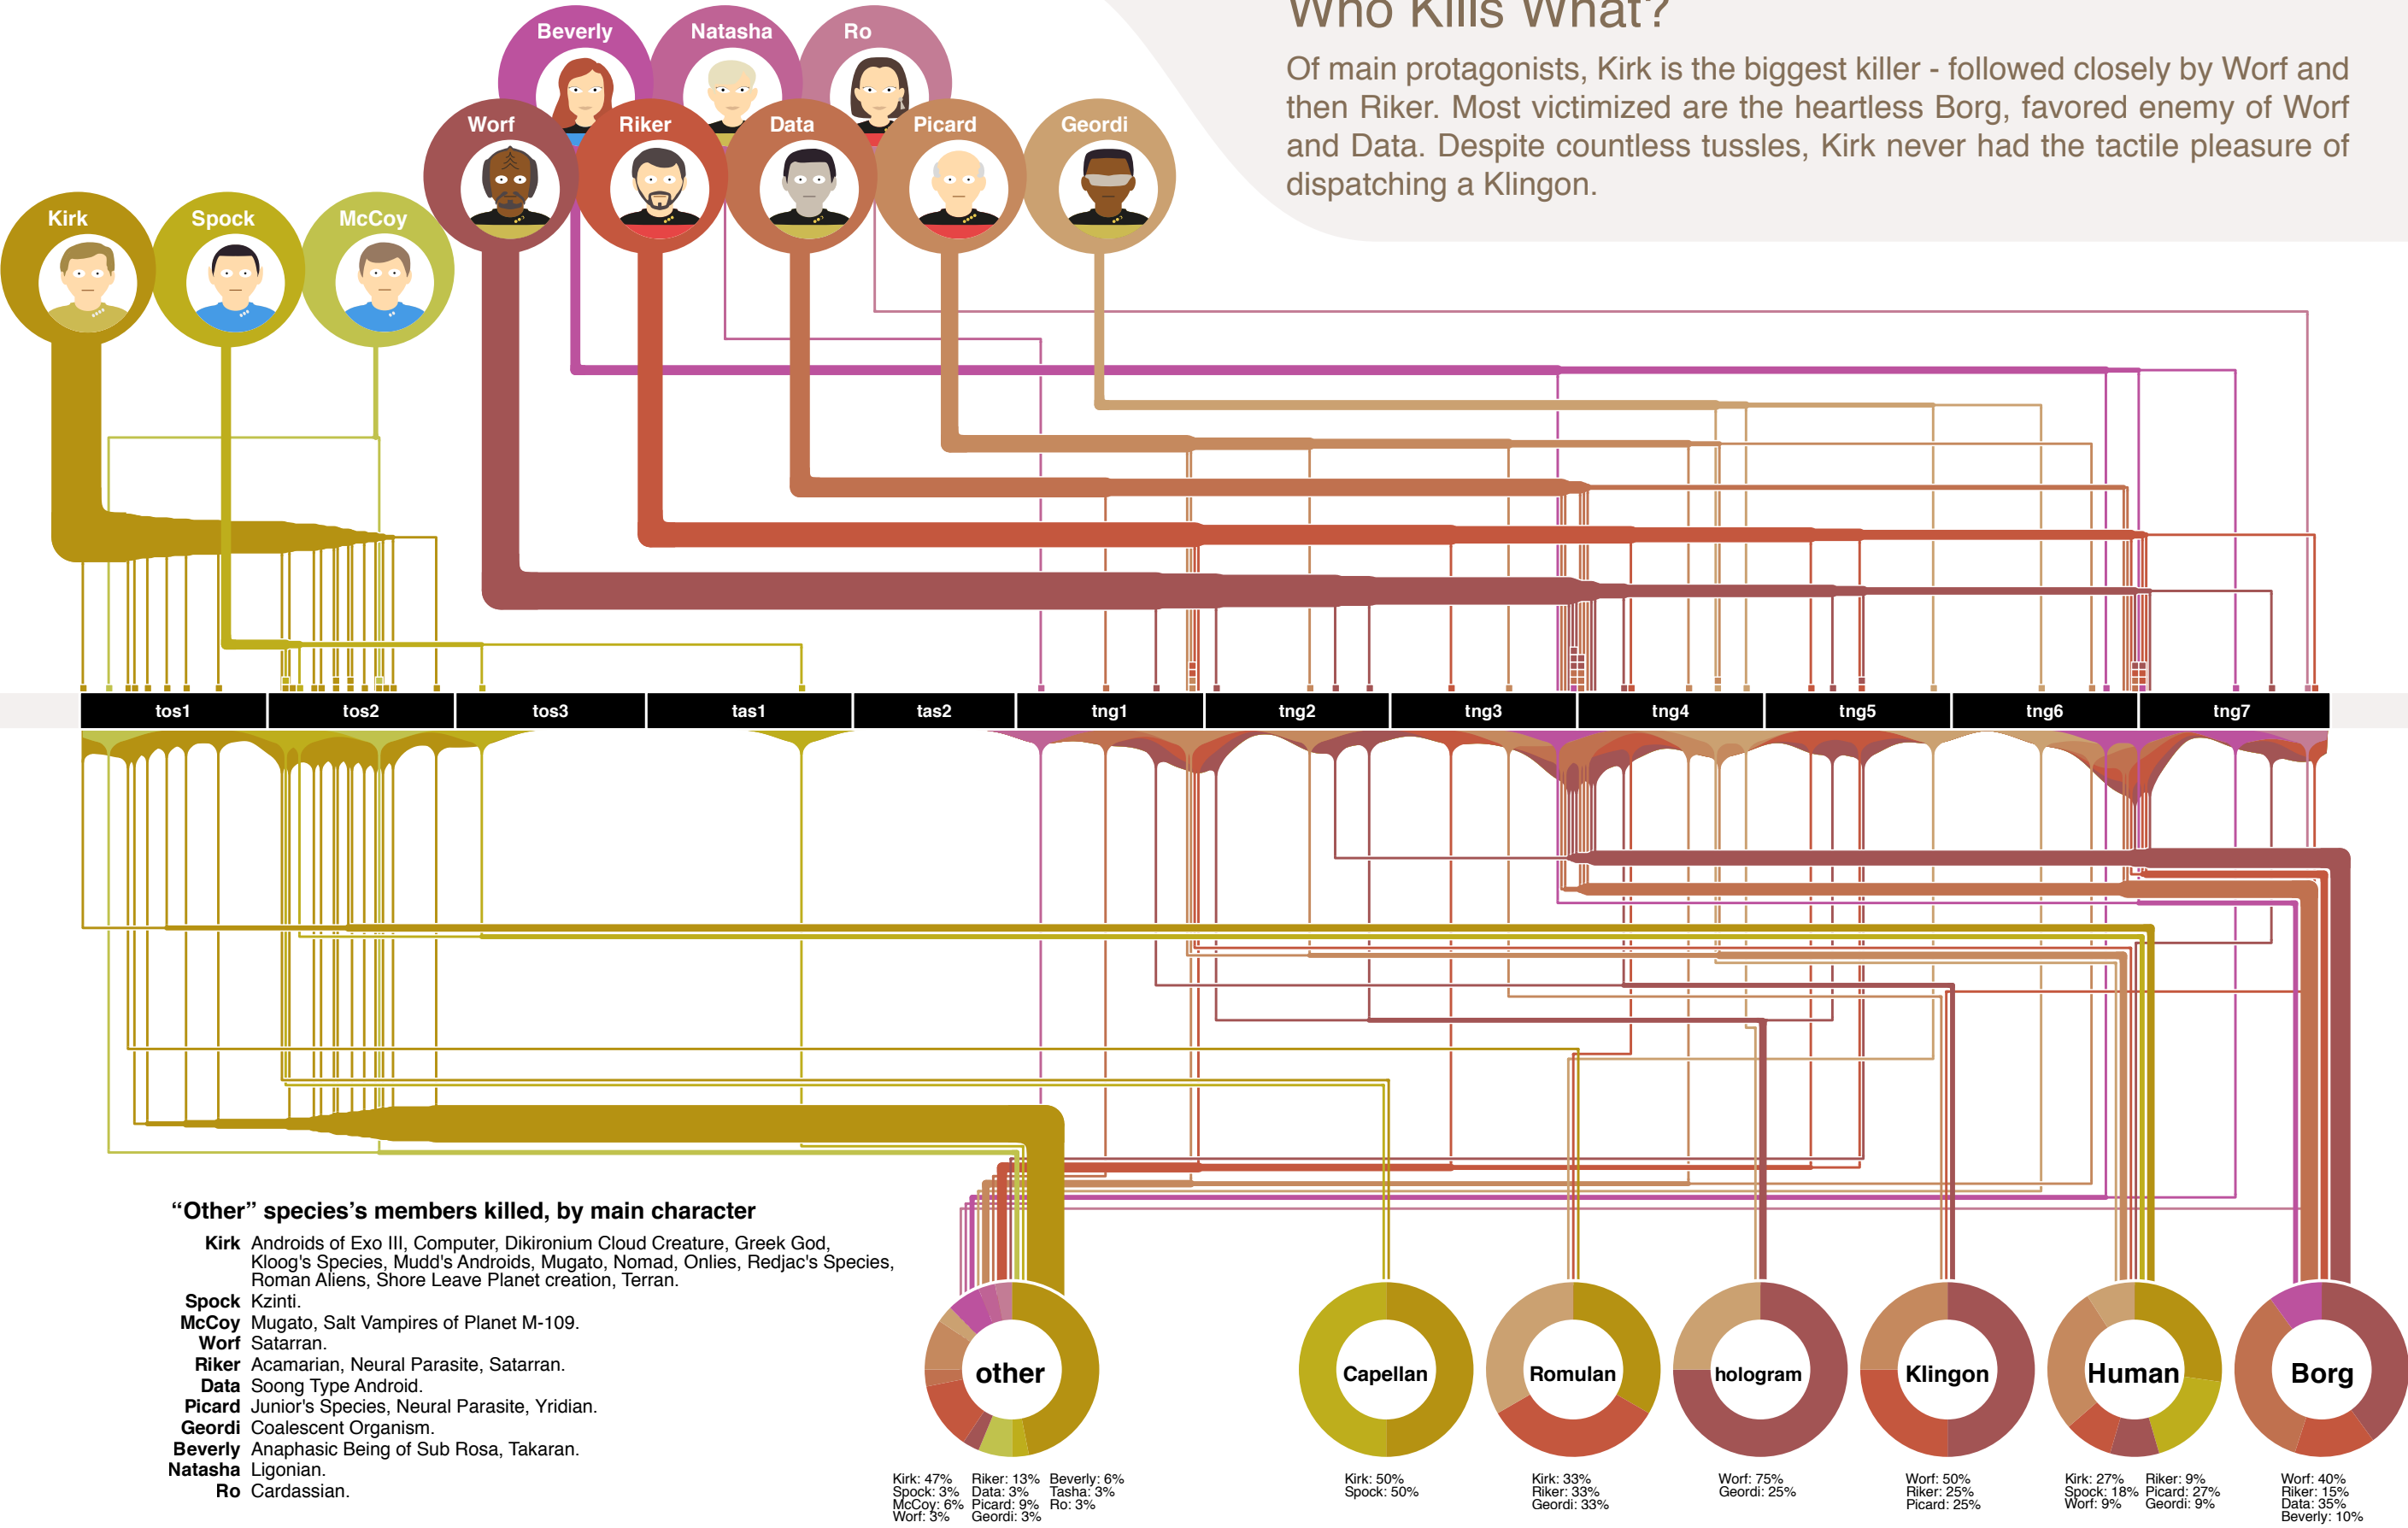 Who Kills What?
Of main protagonists, Kirk is the biggest killer - followed closely by Worf and
then Riker. Most victimized are the heartless Borg, favored enemy of Worf
and Data. Despite countless tussles, Kirk never had the tactile pleasure of
dispatching a Klingon.
Beverly
Natasha
Ro
Worf
Riker
Data
Picard
Geordi
Kirk
Spock
McCoy
tos1
tos2
tos3
tas1
tas2
tng1
tng2
tng3
tng4
tng5
tng6
tng7
“Other” species’s members killed, by main character
Kirk Androids of Exo III, Computer, Dikironium Cloud Creature, Greek God,
Kloog's Species, Mudd's Androids, Mugato, Nomad, Onlies, Redjac's Species,
Roman Aliens, Shore Leave Planet creation, Terran.
Spock Kzinti.
McCoy Mugato, Salt Vampires of Planet M-109.
Worf Satarran.
Riker Acamarian, Neural Parasite, Satarran.
Data Soong Type Android.
Picard Junior's Species, Neural Parasite, Yridian.
Geordi Coalescent Organism.
Beverly Anaphasic Being of Sub Rosa, Takaran.
Natasha Ligonian.
Ro Cardassian.
other
Capellan
Romulan
hologram
Klingon
Human
Borg
Kirk: 47% Riker: 13% Beverly: 6%
Spock: 3% Data: 3% Tasha: 3%
McCoy: 6% Picard: 9% Ro: 3%
Worf: 3% Geordi: 3%
Kirk: 50%
Spock: 50%
Kirk: 33%
Riker: 33%
Geordi: 33%
Worf: 75%
Geordi: 25%
Worf: 50%
Riker: 25%
Picard: 25%
Kirk: 27% Riker: 9%
Spock: 18% Picard: 27%
Worf: 9% Geordi: 9%
Worf: 40%
Riker: 15%
Data: 35%
Beverly: 10%